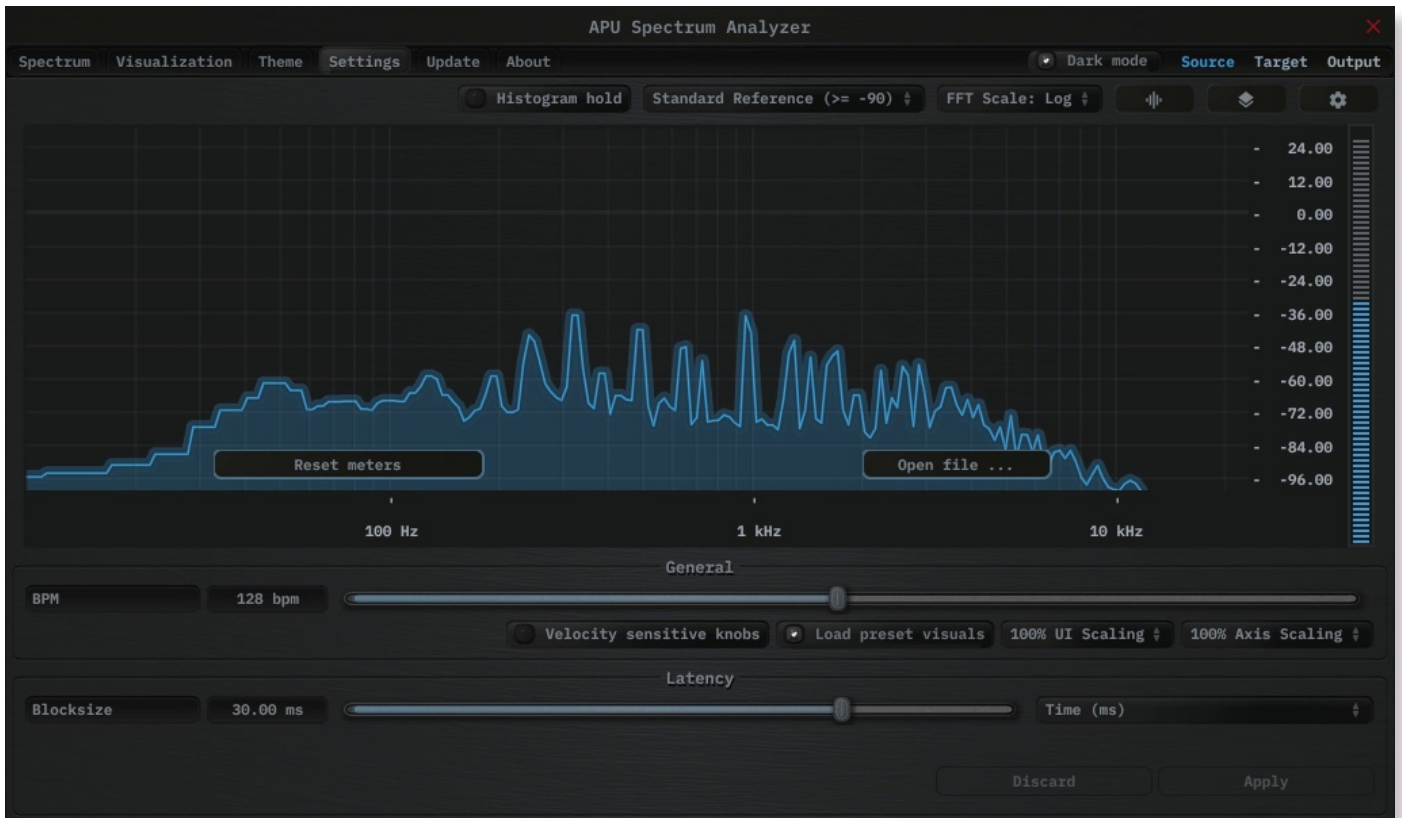 APU Spectrum Analyzer
Spectrum Visualization Theme Settings Update About Dark mode Source Target Output
Histogram hold Standard Reference (>= -90) FFT Scale: Log
- 24.00
- 12.00
- 0.00
- -12.00
- -24.00
- -36.00
- -48.00
- -60.00
- -72.00
- -84.00
Reset meters Open file ...
- -96.00
100 Hz 1 kHz 10 kHz
General
BPM 128 bpm
Velocity sensitive knobs Load preset visuals 100% UI Scaling 100% Axis Scaling
Latency
Blocksize 30.00 ms Time (ms)
Discard Apply